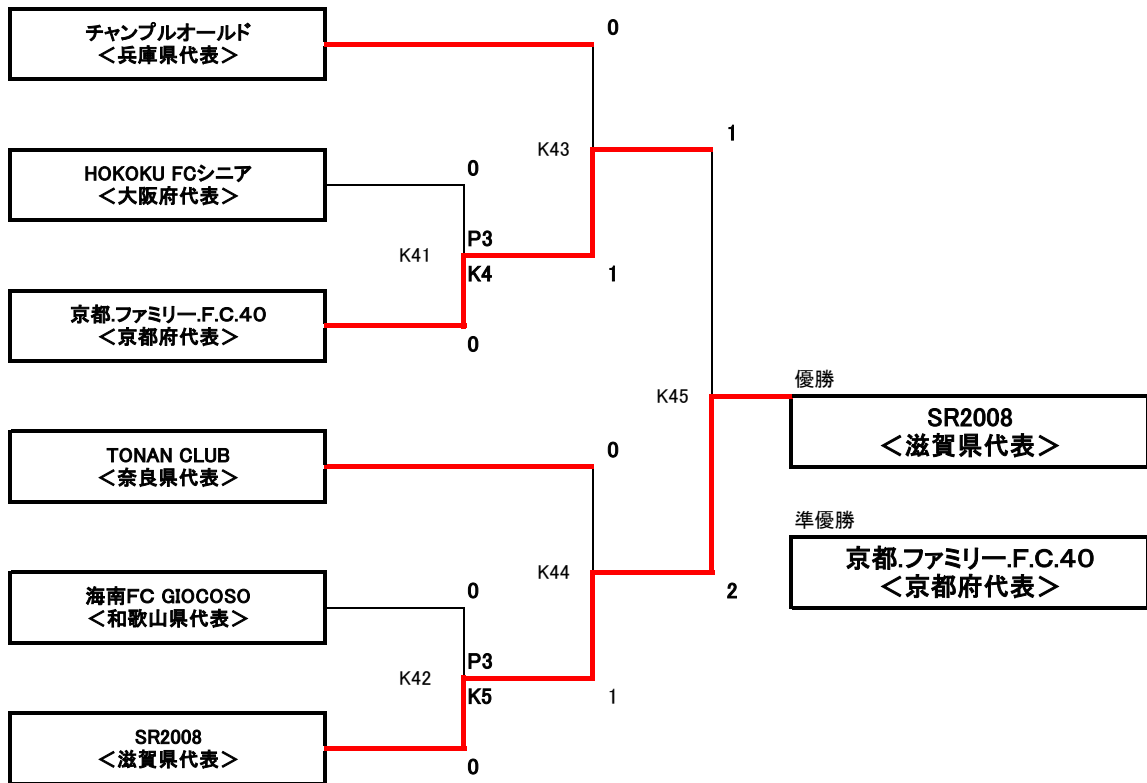 チャンプルオールド
＜兵庫県代表＞
0
K43
1
HOKOKU FCシニア
＜大阪府代表＞
0
K41
P3
K4
1
京都.ファミリー.F.C.40
＜京都府代表＞
0
K45
優勝
SR2008
＜滋賀県代表＞
TONAN CLUB
＜奈良県代表＞
0
準優勝
京都.ファミリー.F.C.40
＜京都府代表＞
K44
2
海南FC GIOCOSO
＜和歌山県代表＞
0
K42
P3
K5
1
SR2008
＜滋賀県代表＞
0